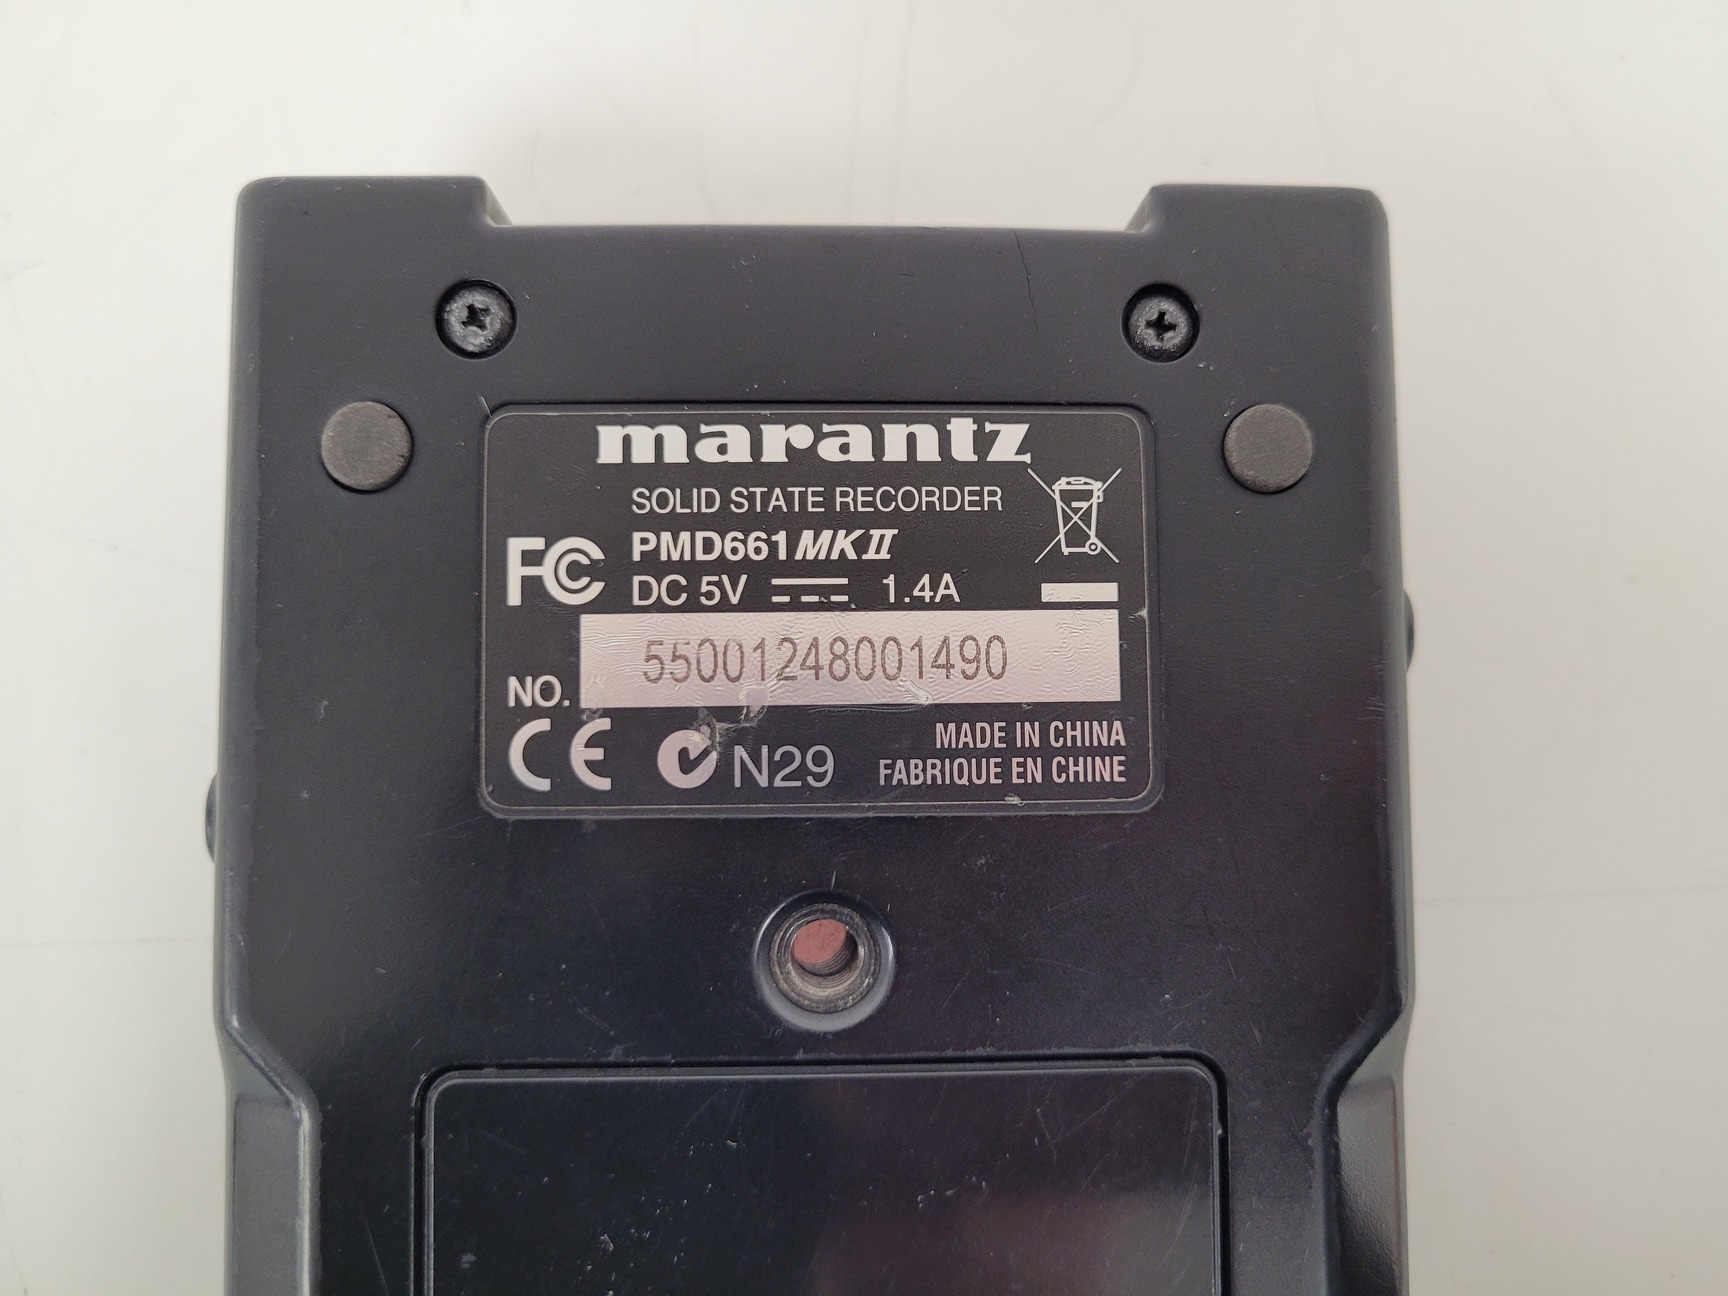 marantz
SOLID STATE RECORDER
FC PMD661MKII
DC 5V 1.4A
NO. 55001248001490
CE N29
MADE IN CHINA
FABRIQUE EN CHINE